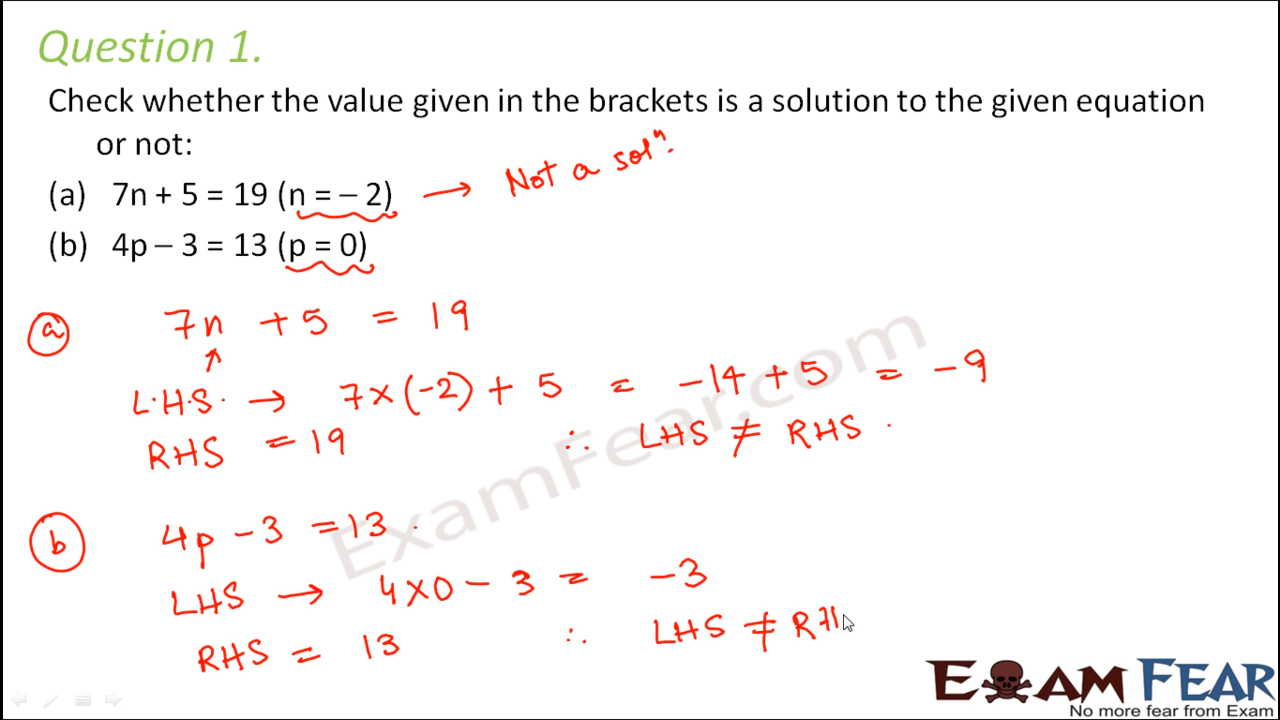 Question 1.
Check whether the value given in the brackets is a solution to the given equation
or not:
(a) 7n + 5 = 19 (n = – 2) → Not a solⁿ.
(b) 4p – 3 = 13 (p = 0)
a 7n + 5 = 19
L.H.S. → 7×(-2) + 5 = -14 + 5 = -9
RHS = 19 ∴ LHS ≠ RHS.
b 4p - 3 = 13.
LHS → 4×0 - 3 = -3
RHS = 13 ∴ LHS ≠ RH
ExamFear.com
EXAM FEAR
No more fear from Exam